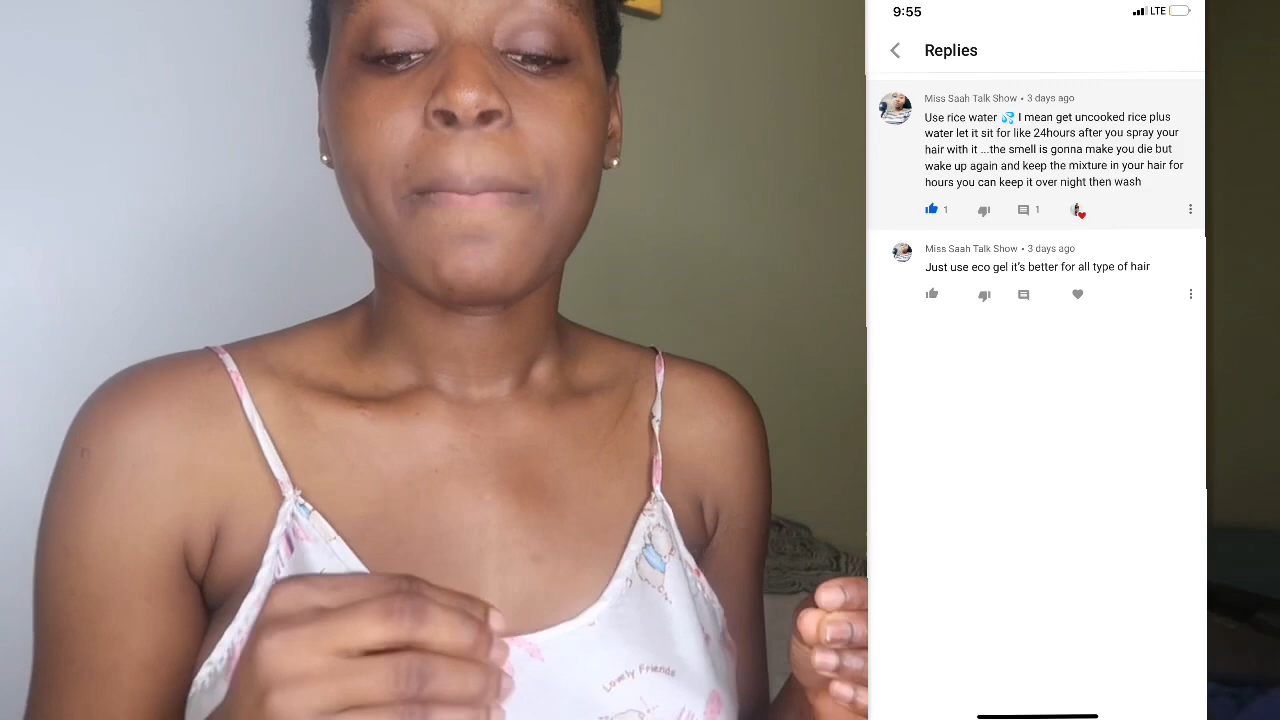 9:55
LTE
Replies
Miss Saah Talk Show • 3 days ago
Use rice water 💦 I mean get uncooked rice plus
water let it sit for like 24hours after you spray your
hair with it ...the smell is gonna make you die but
wake up again and keep the mixture in your hair for
hours you can keep it over night then wash
1
1
Miss Saah Talk Show • 3 days ago
Just use eco gel it's better for all type of hair
Lovely Friends